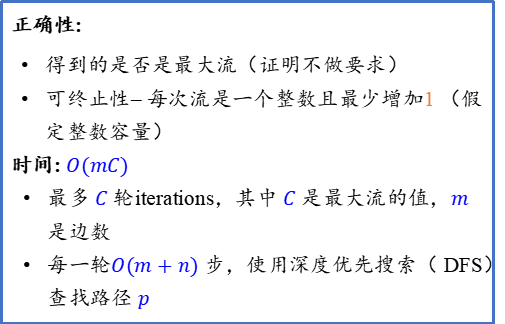 正确性:
• 得到的是否是最大流（证明不做要求）
• 可终止性– 每次流是一个整数且最少增加1 （假
定整数容量）
时间: O(mC)
• 最多 C 轮iterations，其中 C 是最大流的值，m
是边数
• 每一轮O(m + n) 步，使用深度优先搜索（ DFS）
查找路径 p